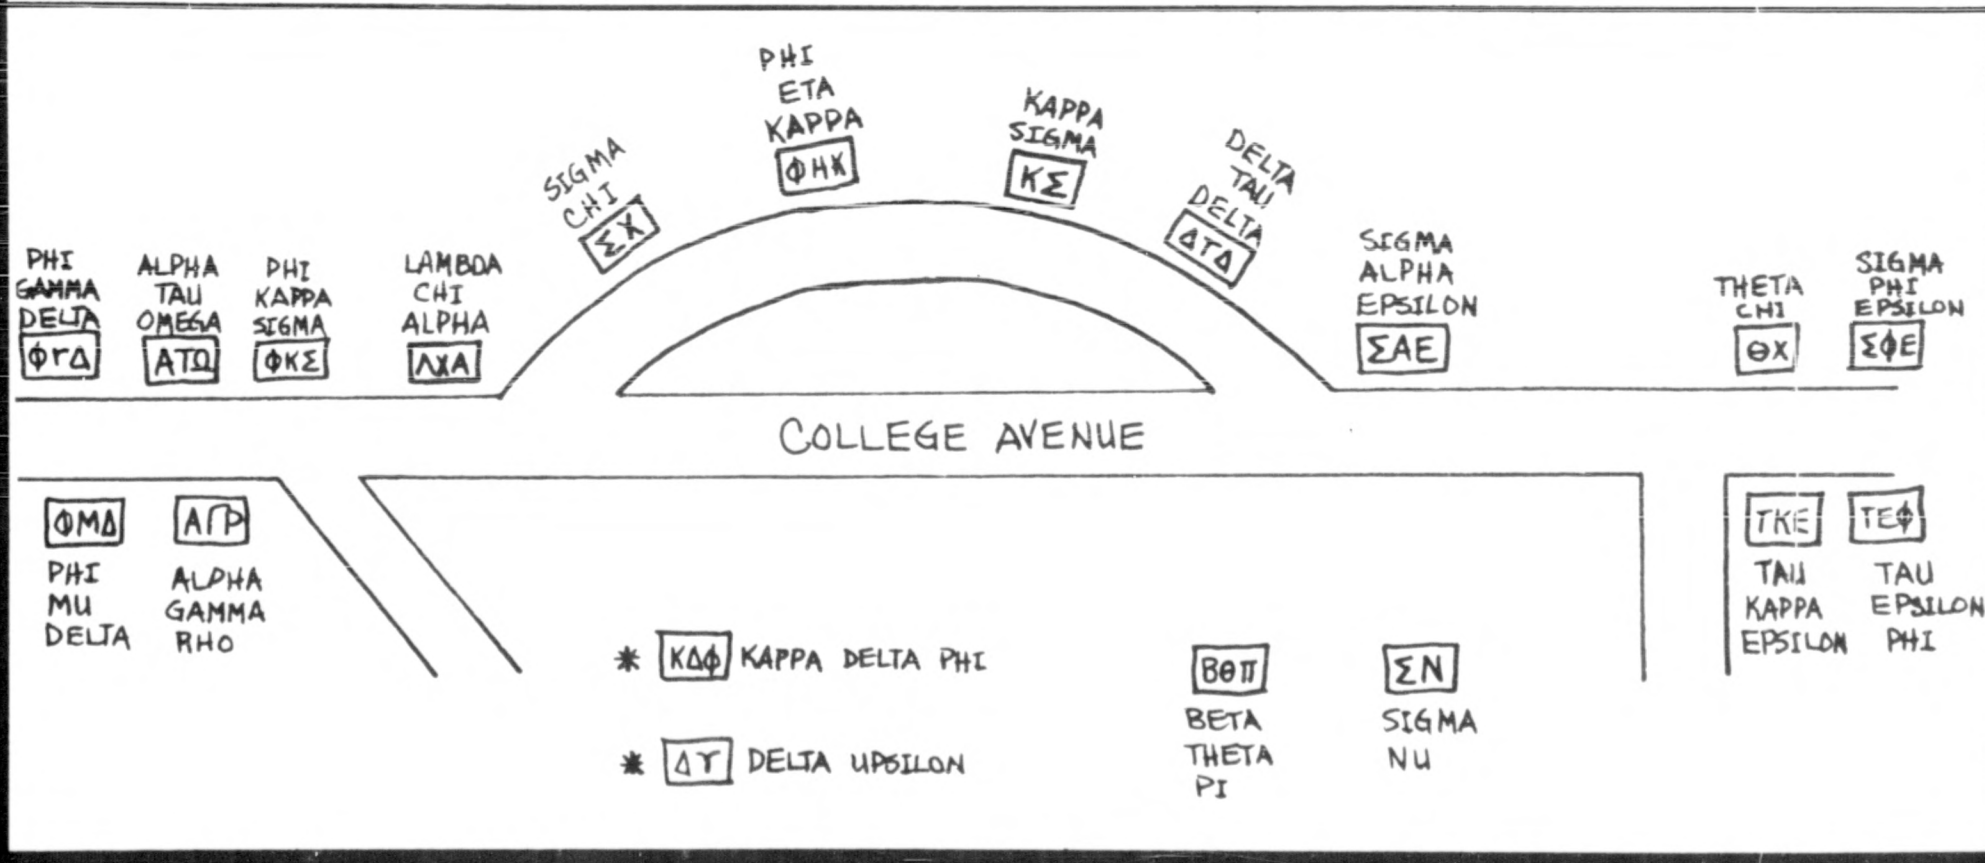 PHI
ETA
KAPPA
ΦΗΚ
KAPPA
SIGMA
ΚΣ
SIGMA
CHI
ΣΧ
DELTA
TAU
DELTA
ΔΤΔ
PHI
GAMMA
DELTA
ΦΓΔ
ALPHA
TAU
OMEGA
ΑΤΩ
PHI
KAPPA
SIGMA
ΦΚΣ
LAMBDA
CHI
ALPHA
ΛΧΑ
SIGMA
ALPHA
EPSILON
ΣΑΕ
THETA
CHI
ΘΧ
SIGMA
PHI
EPSILON
ΣΦΕ
COLLEGE AVENUE
ΦΜΔ
PHI
MU
DELTA
ΑΓΡ
ALPHA
GAMMA
RHO
* ΚΔΦ KAPPA DELTA PHI
* ΔΥ DELTA UPSILON
ΒΘΠ
BETA
THETA
PI
ΣΝ
SIGMA
NU
ΤΚΕ
TAU
KAPPA
EPSILON
ΤΕΦ
TAU
EPSILON
PHI